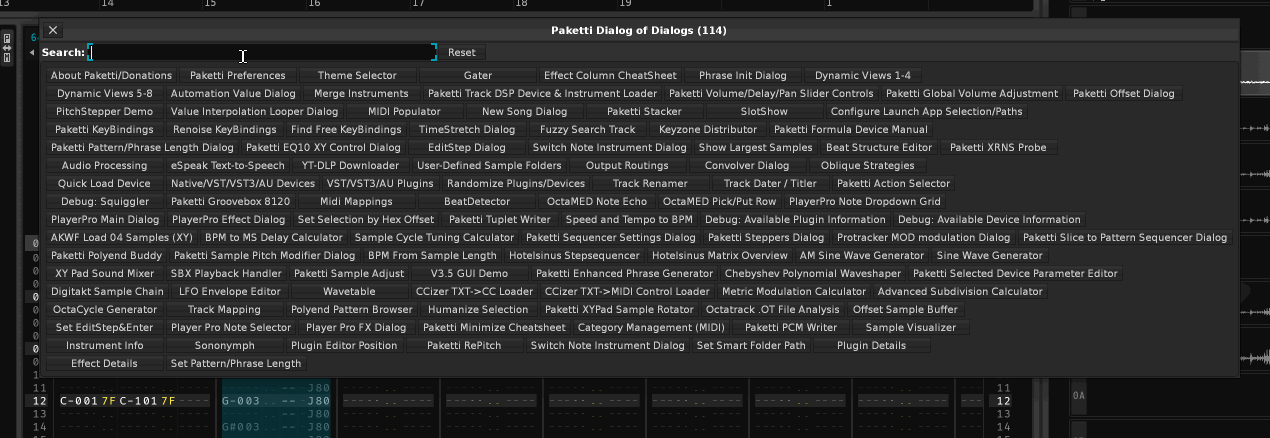 13 14 15 16 17 18 19 1
Paketti Dialog of Dialogs (114)
Search: Reset
About Paketti/Donations Paketti Preferences Theme Selector Gater Effect Column CheatSheet Phrase Init Dialog Dynamic Views 1-4
Dynamic Views 5-8 Automation Value Dialog Merge Instruments Paketti Track DSP Device & Instrument Loader Paketti Volume/Delay/Pan Slider Controls Paketti Global Volume Adjustment Paketti Offset Dialog
PitchStepper Demo Value Interpolation Looper Dialog MIDI Populator New Song Dialog Paketti Stacker SlotShow Configure Launch App Selection/Paths
Paketti KeyBindings Renoise KeyBindings Find Free KeyBindings TimeStretch Dialog Fuzzy Search Track Keyzone Distributor Paketti Formula Device Manual
Paketti Pattern/Phrase Length Dialog Paketti EQ10 XY Control Dialog EditStep Dialog Switch Note Instrument Dialog Show Largest Samples Beat Structure Editor Paketti XRNS Probe
Audio Processing eSpeak Text-to-Speech YT-DLP Downloader User-Defined Sample Folders Output Routings Convolver Dialog Oblique Strategies
Quick Load Device Native/VST/VST3/AU Devices VST/VST3/AU Plugins Randomize Plugins/Devices Track Renamer Track Dater / Titler Paketti Action Selector
Debug: Squiggler Paketti Groovebox 8120 Midi Mappings BeatDetector OctaMED Note Echo OctaMED Pick/Put Row PlayerPro Note Dropdown Grid
PlayerPro Main Dialog PlayerPro Effect Dialog Set Selection by Hex Offset Paketti Tuplet Writer Speed and Tempo to BPM Debug: Available Plugin Information Debug: Available Device Information
AKWF Load 04 Samples (XY) BPM to MS Delay Calculator Sample Cycle Tuning Calculator Paketti Sequencer Settings Dialog Paketti Steppers Dialog Protracker MOD modulation Dialog Paketti Slice to Pattern Sequencer Dialog
Paketti Polyend Buddy Paketti Sample Pitch Modifier Dialog BPM From Sample Length Hotelsinus Stepsequencer Hotelsinus Matrix Overview AM Sine Wave Generator Sine Wave Generator
XY Pad Sound Mixer SBX Playback Handler Paketti Sample Adjust V3.5 GUI Demo Paketti Enhanced Phrase Generator Chebyshev Polynomial Waveshaper Paketti Selected Device Parameter Editor
Digitakt Sample Chain LFO Envelope Editor Wavetable CCizer TXT->CC Loader CCizer TXT->MIDI Control Loader Metric Modulation Calculator Advanced Subdivision Calculator
OctaCycle Generator Track Mapping Polyend Pattern Browser Humanize Selection Paketti XYPad Sample Rotator Octatrack .OT File Analysis Offset Sample Buffer
Set EditStep&Enter Player Pro Note Selector Player Pro FX Dialog Paketti Minimize Cheatsheet Category Management (MIDI) Paketti PCM Writer Sample Visualizer
Instrument Info Sononymph Plugin Editor Position Paketti RePitch Switch Note Instrument Dialog Set Smart Folder Path Plugin Details
Effect Details Set Pattern/Phrase Length
11 J80 11
12 C-001 7F C-101 7F G-003 J80 12
13 J80 13
14 G#003 J80 14
0A